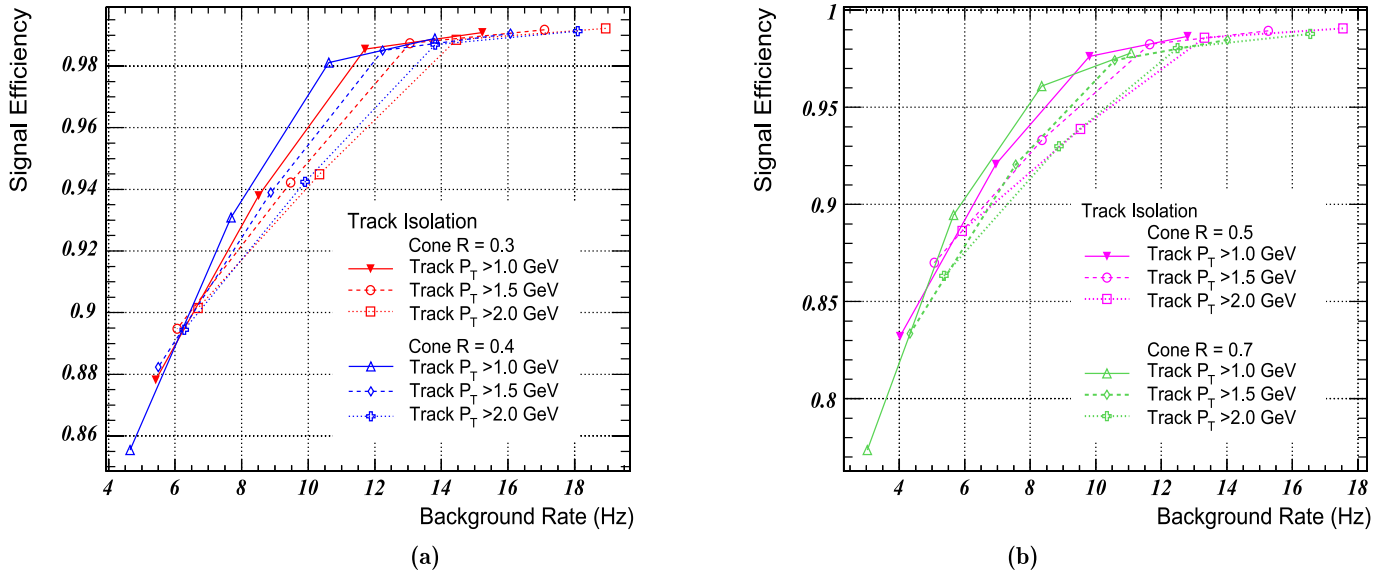 Signal Efficiency
0.98
0.96
0.94
0.92
0.9
0.88
0.86
Track Isolation
Cone R = 0.3
Track P_T >1.0 GeV
Track P_T >1.5 GeV
Track P_T >2.0 GeV
Cone R = 0.4
Track P_T >1.0 GeV
Track P_T >1.5 GeV
Track P_T >2.0 GeV
4 6 8 10 12 14 16 18
Background Rate (Hz)
(a)
Signal Efficiency
1
0.95
0.9
0.85
0.8
Track Isolation
Cone R = 0.5
Track P_T >1.0 GeV
Track P_T >1.5 GeV
Track P_T >2.0 GeV
Cone R = 0.7
Track P_T >1.0 GeV
Track P_T >1.5 GeV
Track P_T >2.0 GeV
4 6 8 10 12 14 16 18
Background Rate (Hz)
(b)